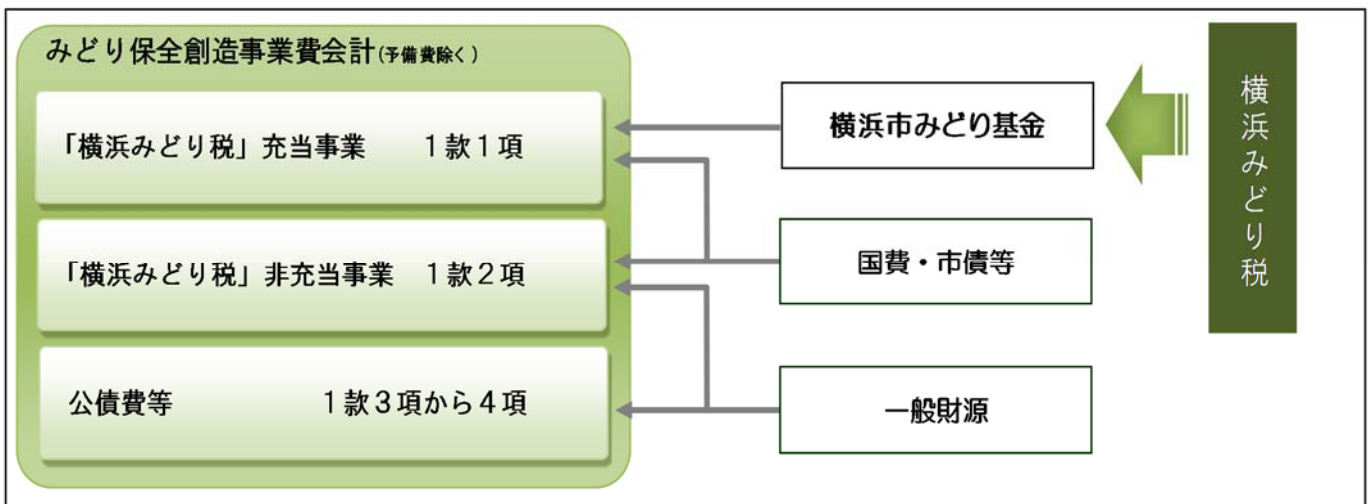 みどり保全創造事業費会計(予備費除く)
「横浜みどり税」充当事業　　1款1項
「横浜みどり税」非充当事業　1款2項
公債費等　　　　　　1款3項から4項
横浜市みどり基金
国費・市債等
一般財源
横浜みどり税